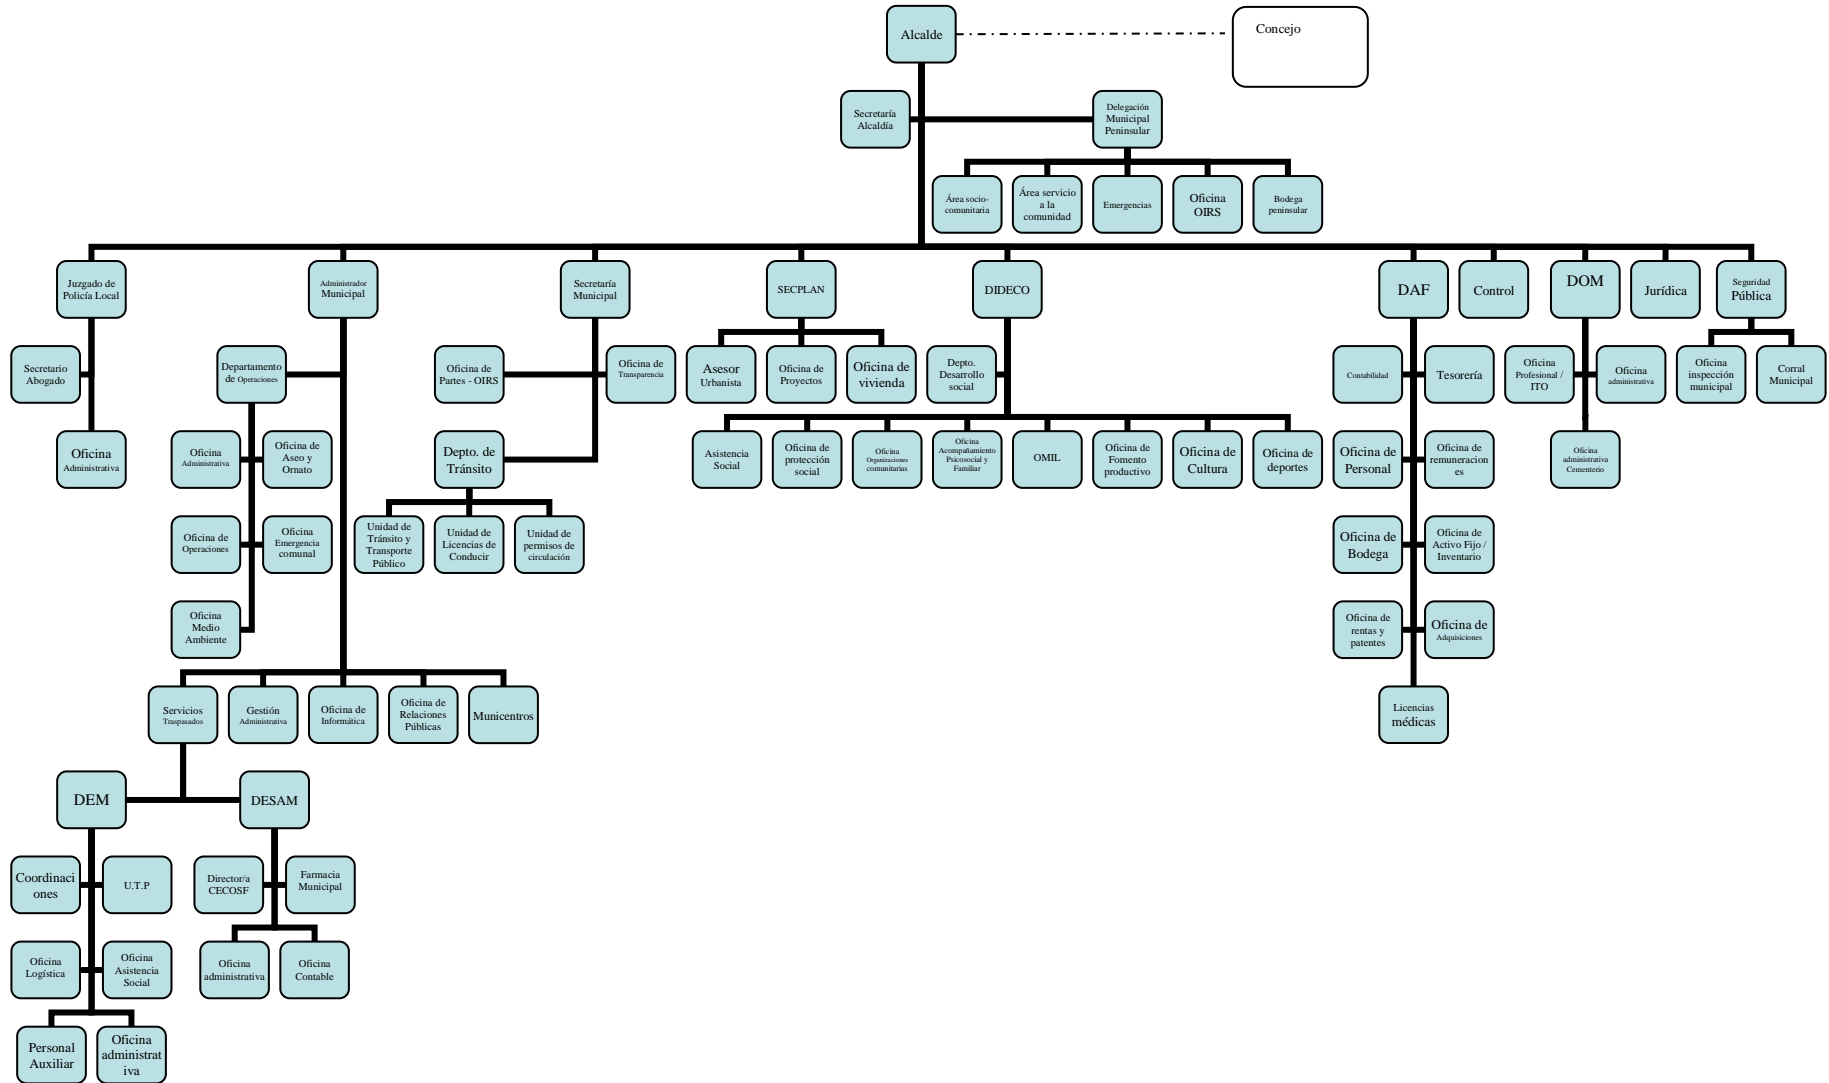 Alcalde
Concejo
Secretaría
Alcaldía
Delegación
Municipal
Peninsular
Área socio-
comunitaria
Área servicio
a la
comunidad
Emergencias
Oficina
OIRS
Bodega
peninsular
Juzgado de
Policía Local
Administrador
Municipal
Secretaría
Municipal
SECPLAN
DIDECO
DAF
Control
DOM
Jurídica
Seguridad
Pública
Secretario
Abogado
Departamento
de Operaciones
Oficina de
Partes - OIRS
Oficina de
Transparencia
Asesor
Urbanista
Oficina de
Proyectos
Oficina de
vivienda
Depto.
Desarrollo
social
Contabilidad
Tesorería
Oficina
Profesional /
ITO
Oficina
administrativa
Oficina
inspección
municipal
Corral
Municipal
Oficina
Administrativa
Oficina
Administrativa
Oficina de
Aseo y
Ornato
Depto. de
Tránsito
Asistencia
Social
Oficina de
protección
social
Oficina
Organizaciones
comunitarias
Oficina
Acompañamiento
Psicosocial y
Familiar
OMIL
Oficina de
Fomento
productivo
Oficina de
Cultura
Oficina de
deportes
Oficina de
Personal
Oficina de
remuneracion
es
Oficina
administrativa
Cementerio
Oficina de
Operaciones
Oficina
Emergencia
comunal
Unidad de
Tránsito y
Transporte
Público
Unidad de
Licencias de
Conducir
Unidad de
permisos de
circulación
Oficina de
Bodega
Oficina de
Activo Fijo /
Inventario
Oficina
Medio
Ambiente
Oficina de
rentas y
patentes
Oficina de
Adquisiciones
Servicios
Traspasados
Gestión
Administrativa
Oficina de
Informática
Oficina de
Relaciones
Públicas
Municentros
Licencias
médicas
DEM
DESAM
Coordinaci
ones
U.T.P
Director/a
CECOSF
Farmacia
Municipal
Oficina
Logística
Oficina
Asistencia
Social
Oficina
administrativa
Oficina
Contable
Personal
Auxiliar
Oficina
administrat
iva